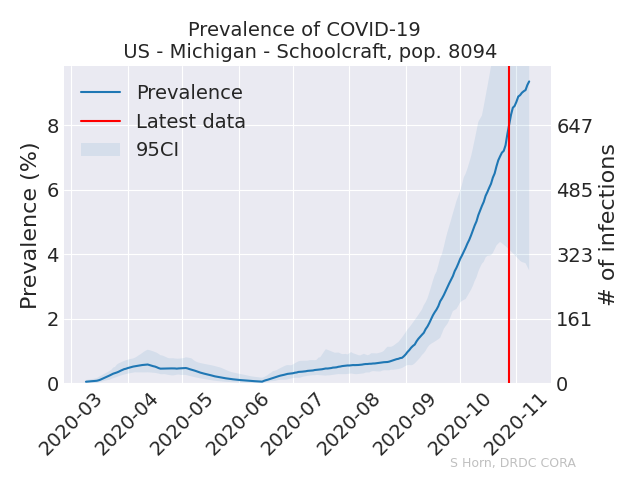 Prevalence of COVID-19
US - Michigan - Schoolcraft, pop. 8094
Prevalence
Latest data
95CI
Prevalence (%)
8
6
4
2
0
647
485
323
161
0
# of infections
2020-03
2020-04
2020-05
2020-06
2020-07
2020-08
2020-09
2020-10
2020-11
S Horn, DRDC CORA